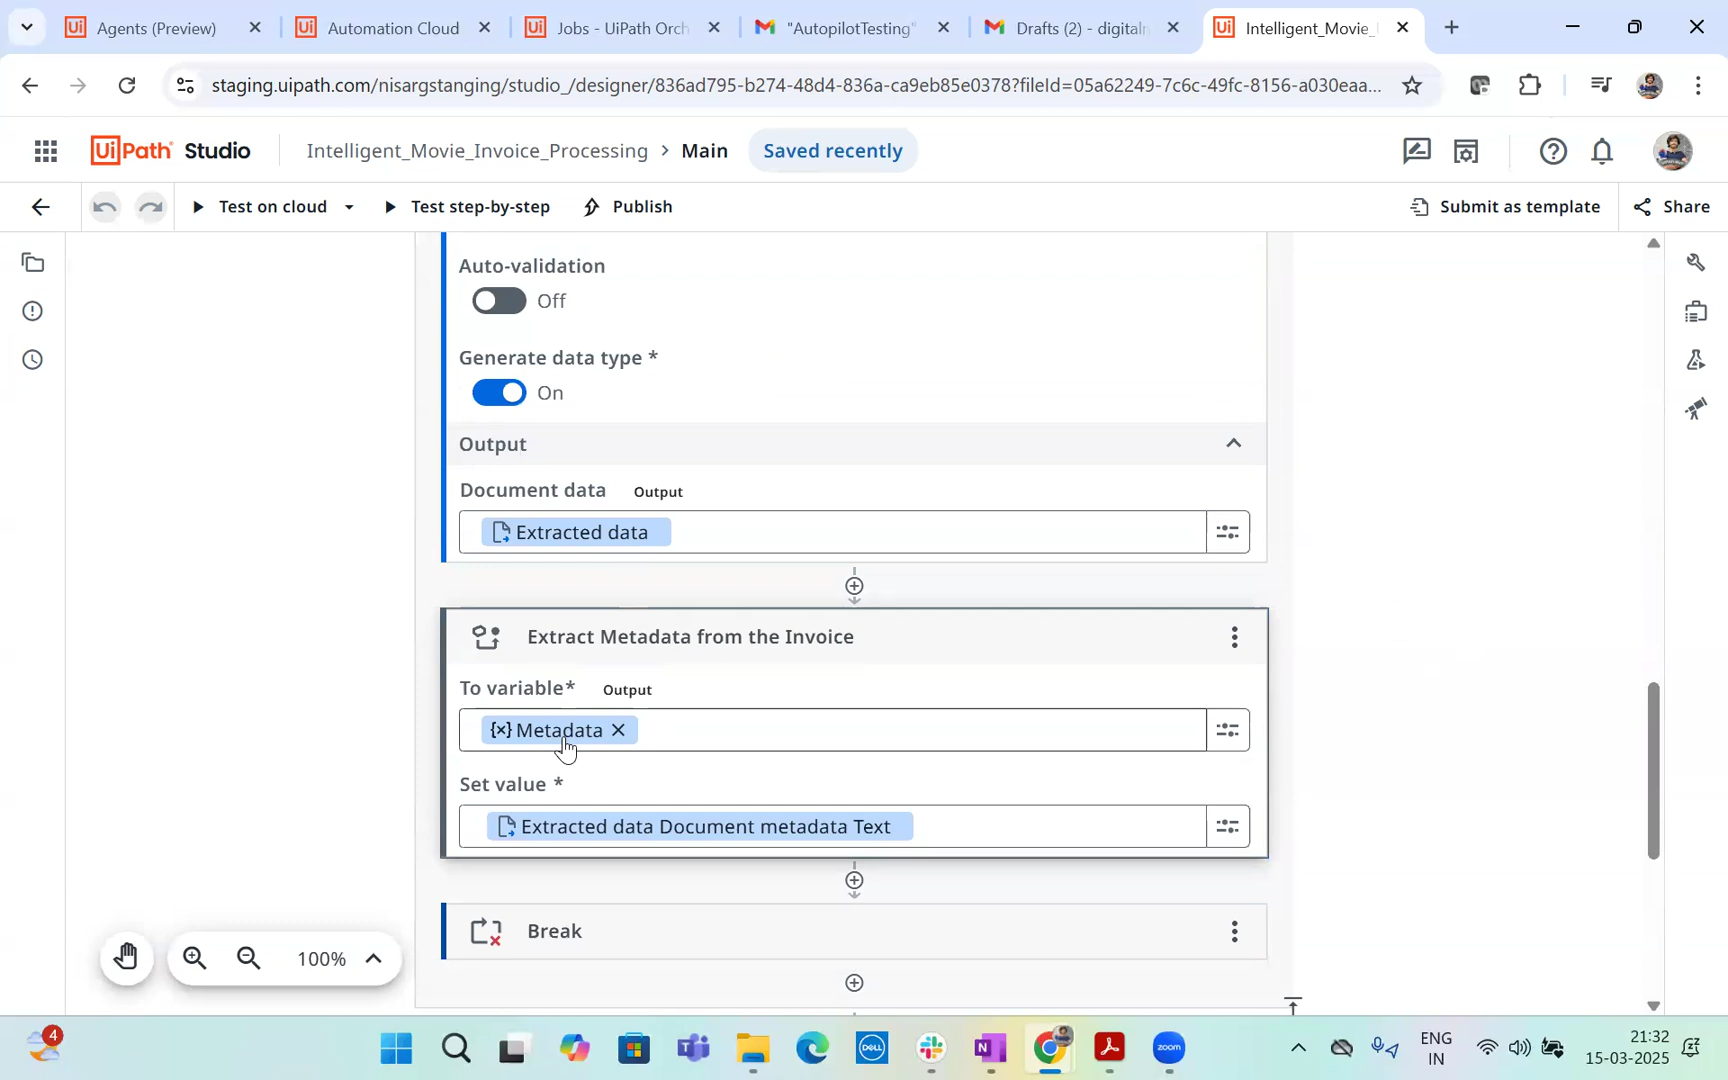 Agents (Preview)
Automation Cloud
Jobs - UiPath Orch
"AutopilotTesting"
Drafts (2) - digitaln
Intelligent_Movie_
staging.uipath.com/nisargstanging/studio_/designer/836ad795-b274-48d4-836a-ca9eb85e0378?fileId=05a62249-7c6c-49fc-8156-a030eaa...
UiPath Studio
Intelligent_Movie_Invoice_Processing > Main
Saved recently
Test on cloud
Test step-by-step
Publish
Submit as template
Share
Auto-validation
Off
Generate data type *
On
Output
Document data Output
Extracted data
Extract Metadata from the Invoice
To variable* Output
{x} Metadata
Set value *
Extracted data Document metadata Text
Break
100%
4
DELL
zoom
ENG
IN
21:32
15-03-2025